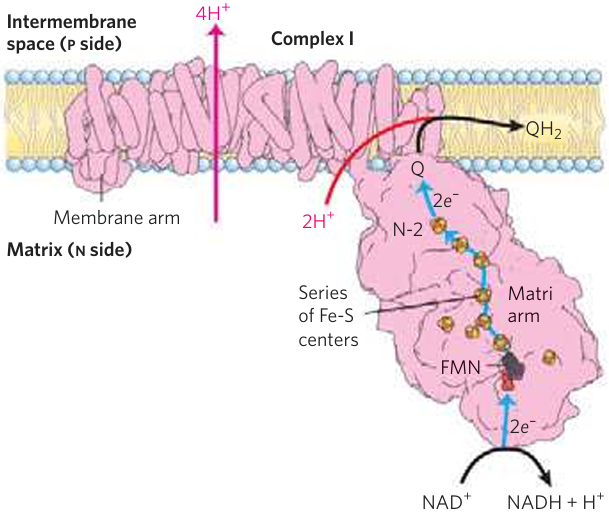 Intermembrane
space (P side)
4H⁺
Complex I
QH₂
Q
2e⁻
Membrane arm
2H⁺
N-2
Matrix (N side)
Series
of Fe-S
centers
Matri
arm
FMN
2e⁻
NAD⁺
NADH + H⁺